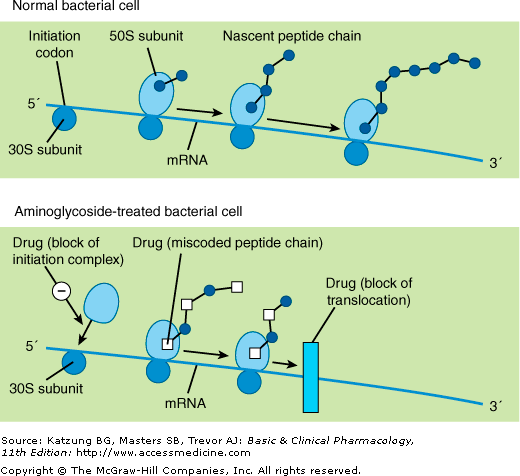 Normal bacterial cell
Initiation
codon
50S subunit
Nascent peptide chain
5´
30S subunit
mRNA
3´
Aminoglycoside-treated bacterial cell
Drug (block of
initiation complex)
Drug (miscoded peptide chain)
Drug (block of
translocation)
−
5´
30S subunit
mRNA
3´
Source: Katzung BG, Masters SB, Trevor AJ: Basic & Clinical Pharmacology,
11th Edition: http://www.accessmedicine.com
Copyright © The McGraw-Hill Companies, Inc. All rights reserved.